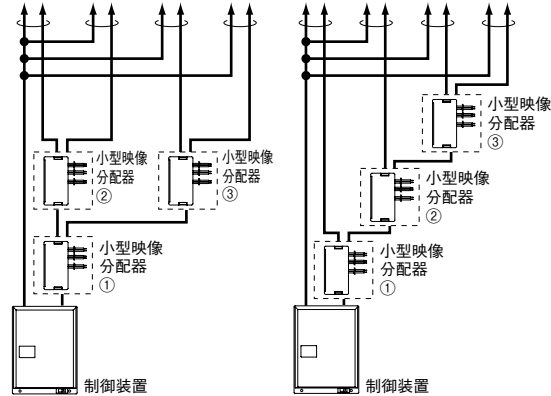 小型映像
分配器
②
小型映像
分配器
③
小型映像
分配器
①
制御装置
小型映像
分配器
③
小型映像
分配器
②
小型映像
分配器
①
制御装置